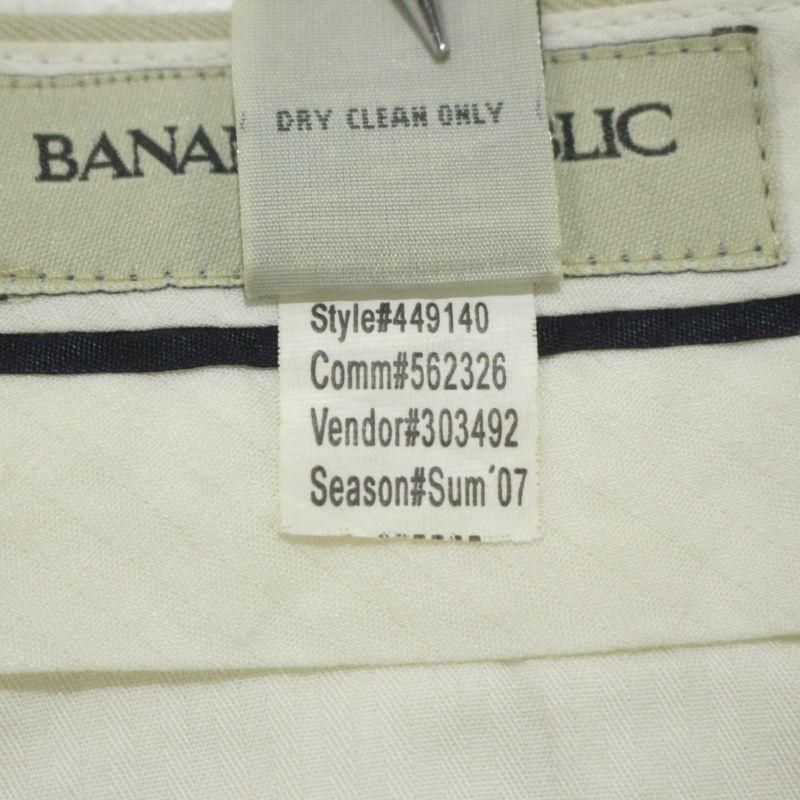 DRY CLEAN ONLY
BANA BLIC
Style#449140
Comm#562326
Vendor#303492
Season#Sum'07